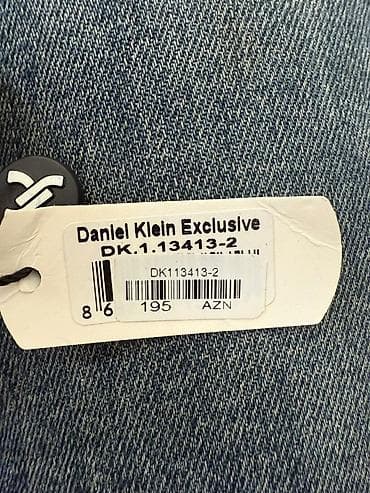 Daniel Klein Exclusive
DK.1.13413-2
DK113413-2
8 6
195 AZN